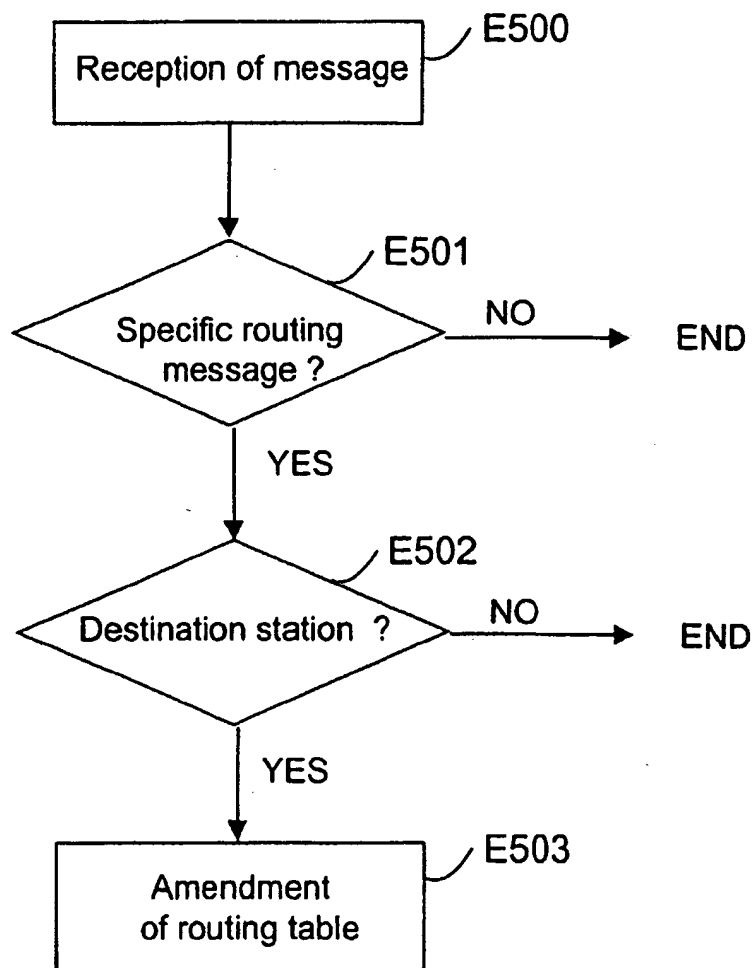 E500
Reception of message
E501
Specific routing
message ?
NO
END
YES
E502
Destination station ?
NO
END
YES
E503
Amendment
of routing table